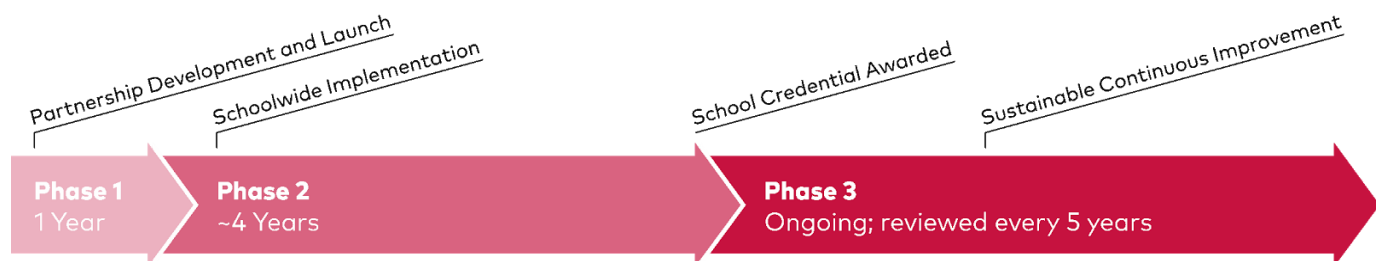 Partnership Development and Launch
Schoolwide Implementation
School Credential Awarded
Sustainable Continuous Improvement
Phase 1
1 Year
Phase 2
~4 Years
Phase 3
Ongoing; reviewed every 5 years